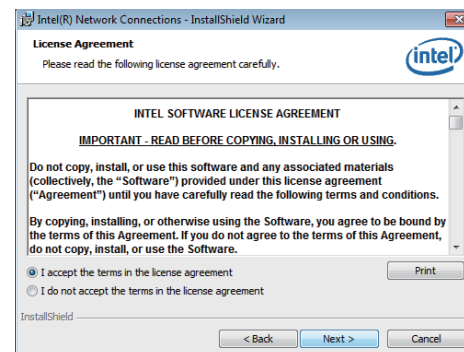 Intel(R) Network Connections - InstallShield Wizard
License Agreement
Please read the following license agreement carefully.
intel
INTEL SOFTWARE LICENSE AGREEMENT
IMPORTANT - READ BEFORE COPYING, INSTALLING OR USING.
Do not copy, install, or use this software and any associated materials
(collectively, the “Software”) provided under this license agreement
(“Agreement”) until you have carefully read the following terms and conditions.
By copying, installing, or otherwise using the Software, you agree to be bound by
the terms of this Agreement. If you do not agree to the terms of this Agreement,
do not copy, install, or use the Software.
I accept the terms in the license agreement
Print
I do not accept the terms in the license agreement
InstallShield
< Back
Next >
Cancel